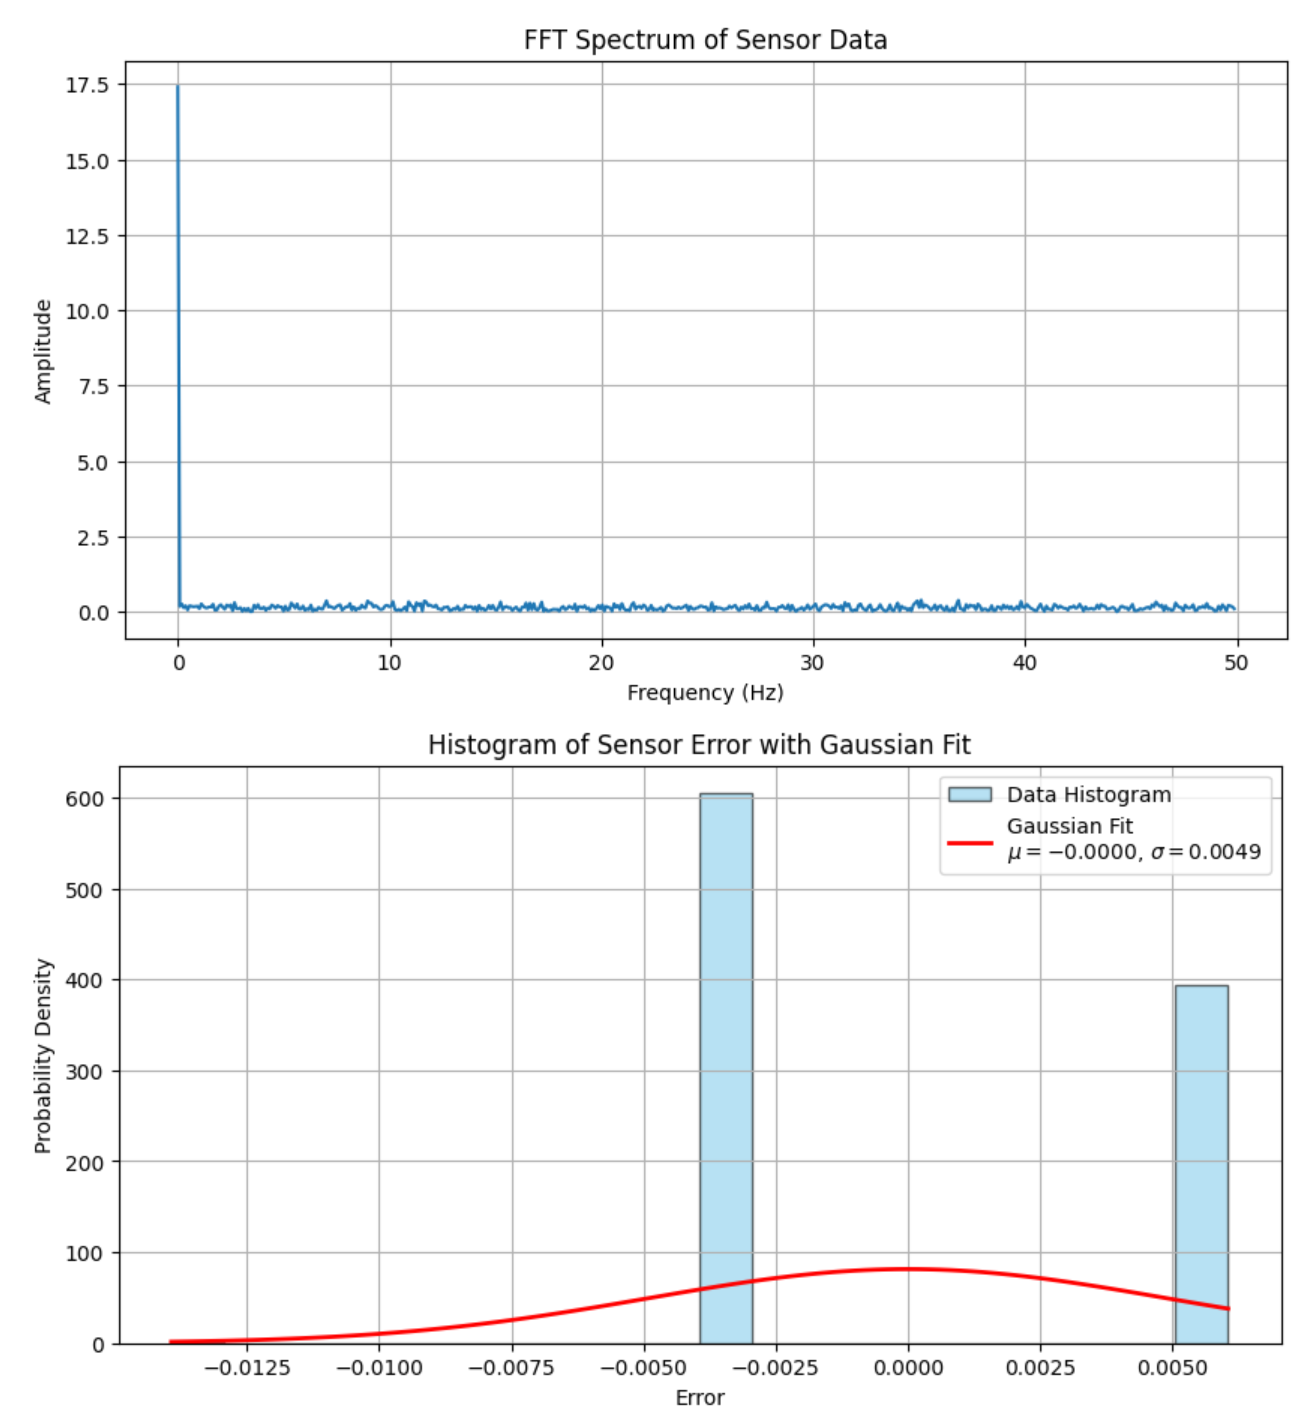 FFT Spectrum of Sensor Data
17.5
15.0
12.5
10.0
7.5
5.0
2.5
0.0
Amplitude
0 10 20 30 40 50
Frequency (Hz)
Histogram of Sensor Error with Gaussian Fit
Data Histogram
Gaussian Fit
μ = −0.0000, σ = 0.0049
600
500
400
300
200
100
0
Probability Density
−0.0125 −0.0100 −0.0075 −0.0050 −0.0025 0.0000 0.0025 0.0050
Error